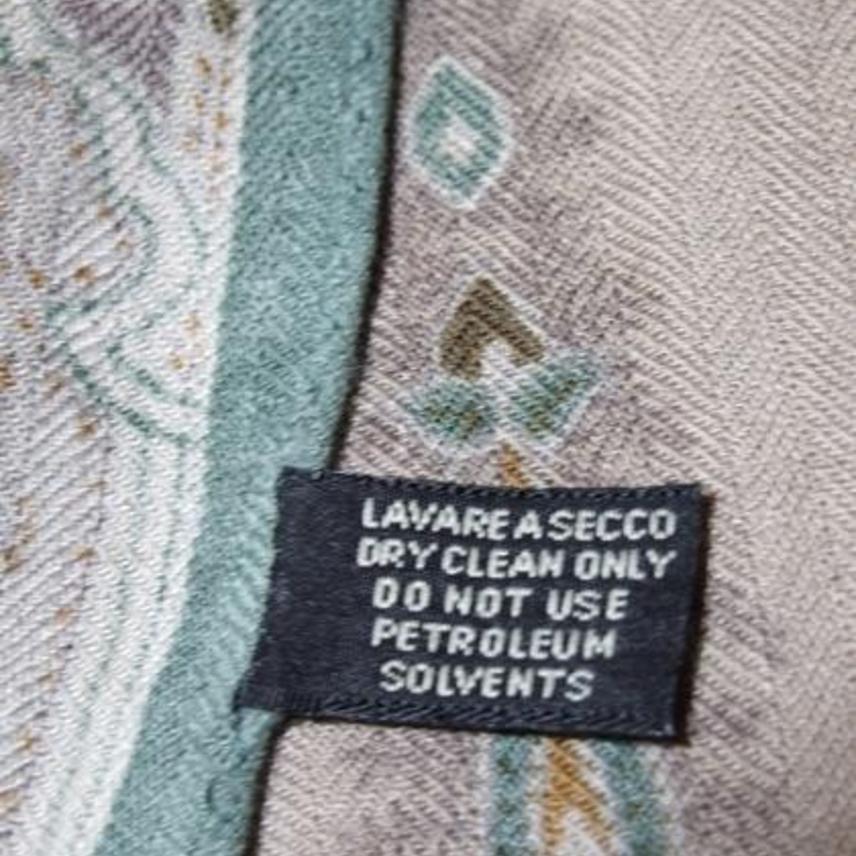 LAVARE A SECCO
DRY CLEAN ONLY
DO NOT USE
PETROLEUM
SOLVENTS